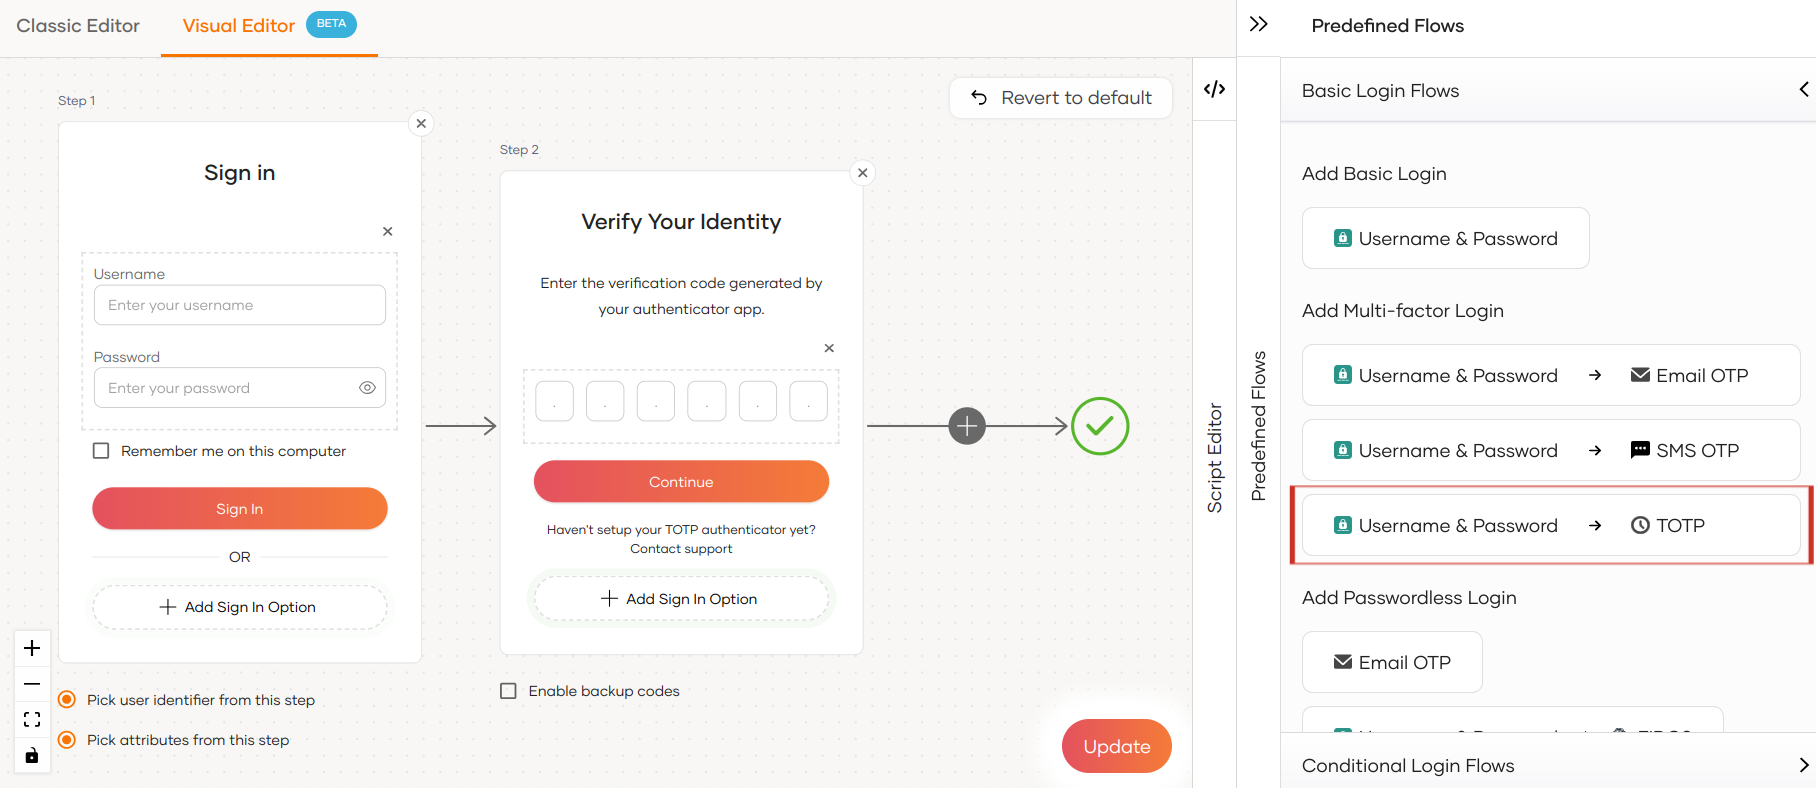 Classic Editor
Visual Editor
BETA
Predefined Flows
Step 1
Sign in
Username
Enter your username
Password
Enter your password
Remember me on this computer
Sign In
OR
Add Sign In Option
Pick user identifier from this step
Pick attributes from this step
Revert to default
Step 2
Verify Your Identity
Enter the verification code generated by
your authenticator app.
Continue
Haven't setup your TOTP authenticator yet?
Contact support
Add Sign In Option
Enable backup codes
Update
Script Editor
Predefined Flows
Basic Login Flows
Add Basic Login
Username & Password
Add Multi-factor Login
Username & Password → Email OTP
Username & Password → SMS OTP
Username & Password → TOTP
Add Passwordless Login
Email OTP
Conditional Login Flows